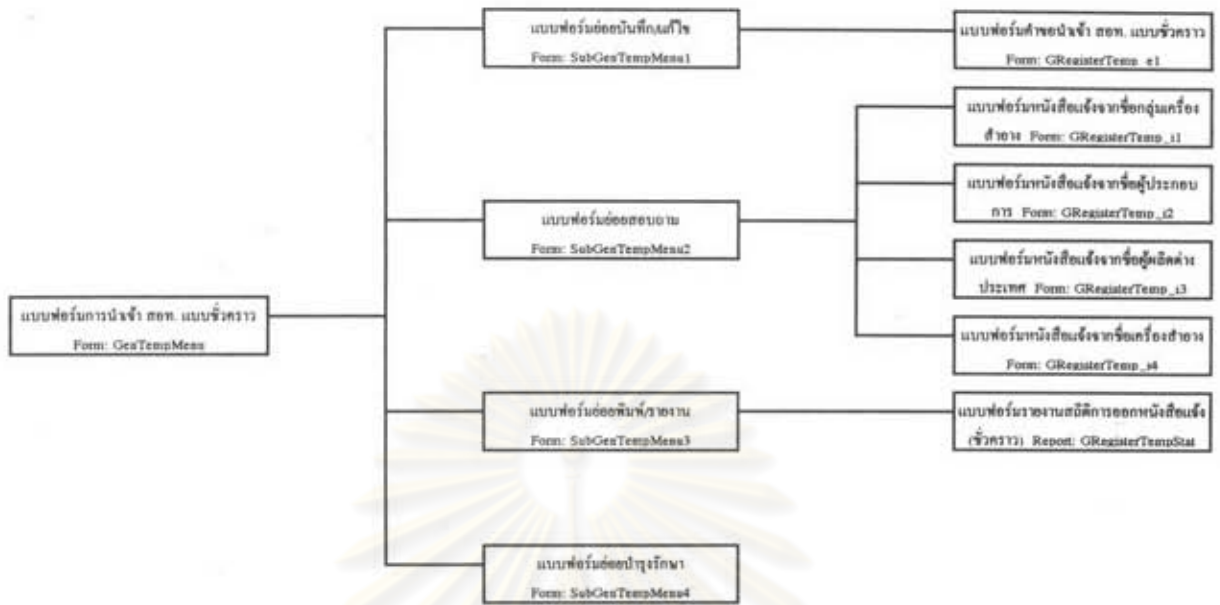 แบบฟอร์มย่อยบันทึก/แก้ไข
Form: SubGenTempMenu1
แบบฟอร์มคำขอนำเข้า สอท. แบบชั่วคราว
Form: GRegisterTemp_e1
แบบฟอร์มหนังสือแจ้งจากชื่อกลุ่มเครื่อง
สำอาง Form: GRegisterTemp_i1
แบบฟอร์มหนังสือแจ้งจากชื่อผู้ประกอบ
การ Form: GRegisterTemp_i2
แบบฟอร์มย่อยสอบถาม
Form: SubGenTempMenu2
แบบฟอร์มหนังสือแจ้งจากชื่อผู้ผลิตต่าง
ประเทศ Form: GRegisterTemp_i3
แบบฟอร์มการนำเข้า สอท. แบบชั่วคราว
Form: GenTempMenu
แบบฟอร์มหนังสือแจ้งจากชื่อเครื่องสำอาง
Form: GRegisterTemp_i4
แบบฟอร์มย่อยพิมพ์/รายงาน
Form: SubGenTempMenu3
แบบฟอร์มรายงานสถิติการออกหนังสือแจ้ง
(ชั่วคราว) Report: GRegisterTempStat
แบบฟอร์มย่อยบำรุงรักษา
Form: SubGenTempMenu4